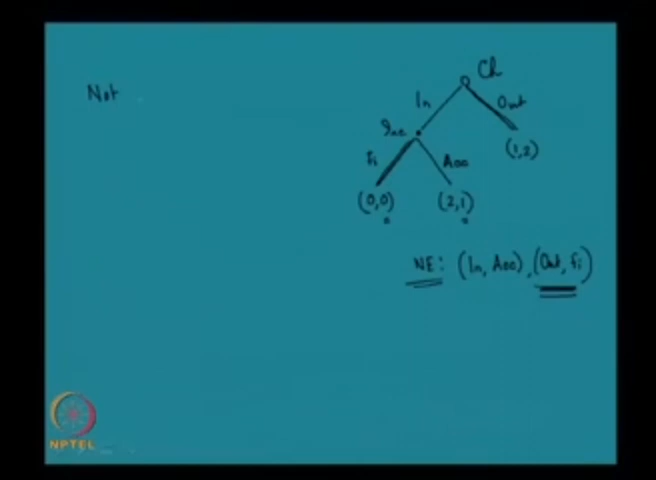 Not
Ch
In
Out
Inc
(1,2)
Fi
Acc
(0,0)
(2,1)
NE: (In, Acc), (Out, Fi)
NPTEL